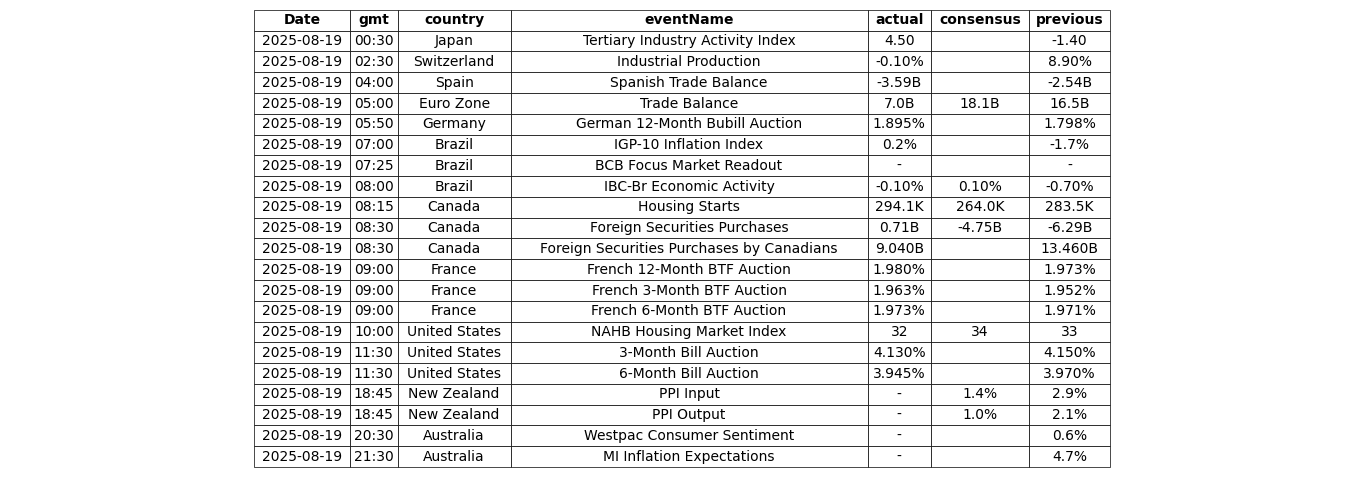 Date gmt country eventName actual consensus previous
2025-08-19 00:30 Japan Tertiary Industry Activity Index 4.50 -1.40
2025-08-19 02:30 Switzerland Industrial Production -0.10% 8.90%
2025-08-19 04:00 Spain Spanish Trade Balance -3.59B -2.54B
2025-08-19 05:00 Euro Zone Trade Balance 7.0B 18.1B 16.5B
2025-08-19 05:50 Germany German 12-Month Bubill Auction 1.895% 1.798%
2025-08-19 07:00 Brazil IGP-10 Inflation Index 0.2% -1.7%
2025-08-19 07:25 Brazil BCB Focus Market Readout - -
2025-08-19 08:00 Brazil IBC-Br Economic Activity -0.10% 0.10% -0.70%
2025-08-19 08:15 Canada Housing Starts 294.1K 264.0K 283.5K
2025-08-19 08:30 Canada Foreign Securities Purchases 0.71B -4.75B -6.29B
2025-08-19 08:30 Canada Foreign Securities Purchases by Canadians 9.040B 13.460B
2025-08-19 09:00 France French 12-Month BTF Auction 1.980% 1.973%
2025-08-19 09:00 France French 3-Month BTF Auction 1.963% 1.952%
2025-08-19 09:00 France French 6-Month BTF Auction 1.973% 1.971%
2025-08-19 10:00 United States NAHB Housing Market Index 32 34 33
2025-08-19 11:30 United States 3-Month Bill Auction 4.130% 4.150%
2025-08-19 11:30 United States 6-Month Bill Auction 3.945% 3.970%
2025-08-19 18:45 New Zealand PPI Input - 1.4% 2.9%
2025-08-19 18:45 New Zealand PPI Output - 1.0% 2.1%
2025-08-19 20:30 Australia Westpac Consumer Sentiment - 0.6%
2025-08-19 21:30 Australia MI Inflation Expectations - 4.7%